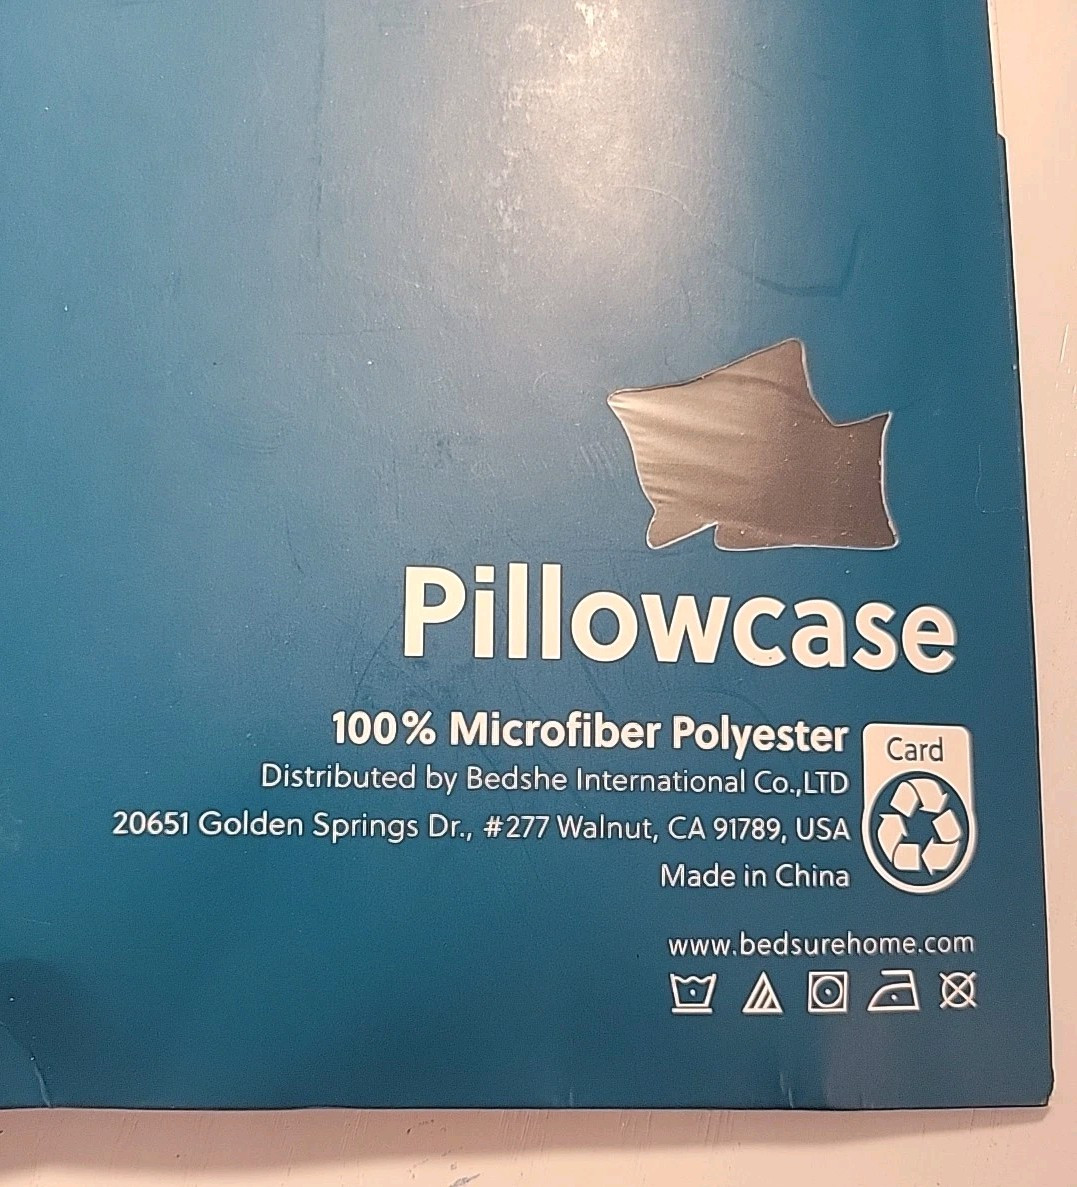 Pillowcase
100% Microfiber Polyester
Distributed by Bedshe International Co.,LTD
20651 Golden Springs Dr., #277 Walnut, CA 91789, USA
Made in China
Card
www.bedsurehome.com